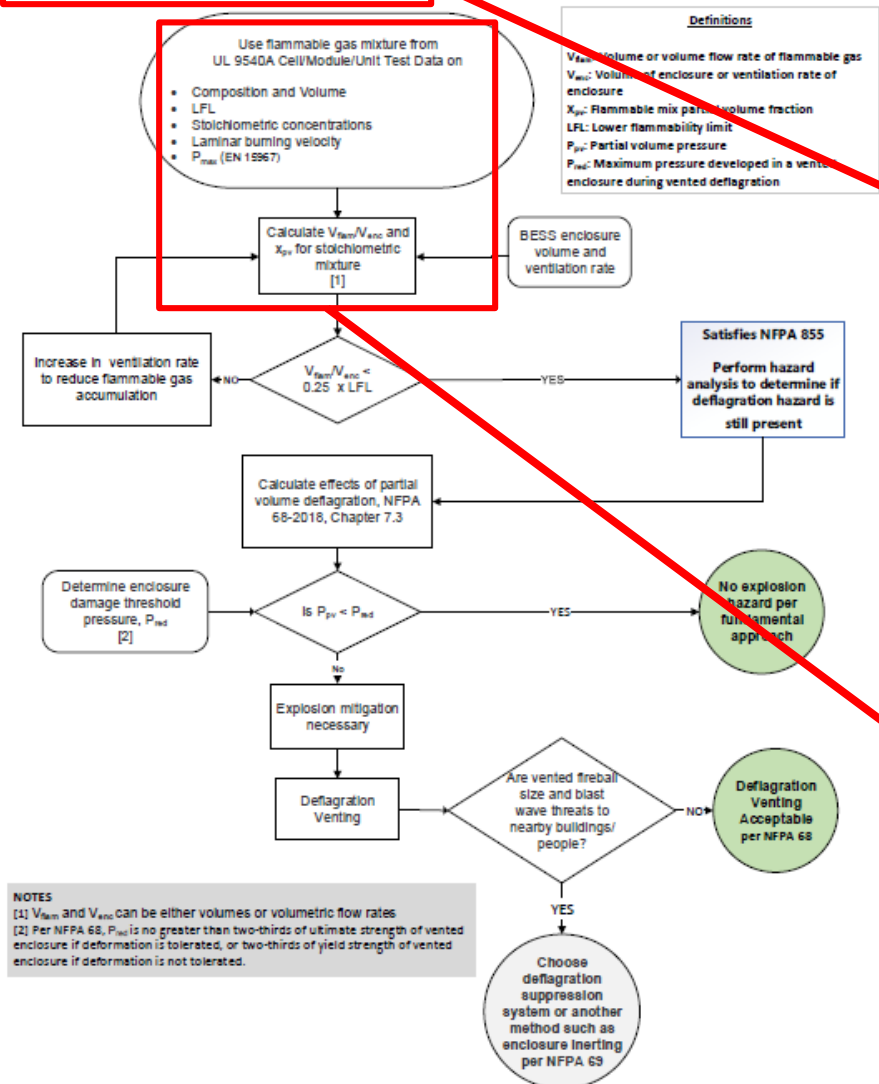 Use flammable gas mixture from
UL 9540A Cell/Module/Unit Test Data on
• Composition and Volume
• LFL
• Stoichiometric concentrations
• Laminar burning velocity
• Pmax (EN 15967)
Definitions
Vflam: Volume or volume flow rate of flammable gas
Venc: Volume of enclosure or ventilation rate of
enclosure
Xpv: Flammable mix partial volume fraction
LFL: Lower flammability limit
Ppv: Partial volume pressure
Pred: Maximum pressure developed in a vented
enclosure during vented deflagration
Calculate Vflam/Venc and
xpv for stoichiometric
mixture
[1]
BESS enclosure
volume and
ventilation rate
Increase in ventilation rate
to reduce flammable gas
accumulation
NO
Vflam/Venc <
0.25 x LFL
YES
Satisfies NFPA 855
Perform hazard
analysis to determine if
deflagration hazard is
still present
Calculate effects of partial
volume deflagration, NFPA
68-2018, Chapter 7.3
Determine enclosure
damage threshold
pressure, Pred
[2]
Is Ppv < Pred
YES
No explosion
hazard per
fundamental
approach
No
Explosion mitigation
necessary
Deflagration
Venting
Are vented fireball
size and blast
wave threats to
nearby buildings/
people?
NO
Deflagration
Venting
Acceptable
per NFPA 68
YES
Choose
deflagration
suppression
system or another
method such as
enclosure inerting
per NFPA 69
NOTES
[1] Vflam and Venc can be either volumes or volumetric flow rates
[2] Per NFPA 68, Pred is no greater than two-thirds of ultimate strength of vented
enclosure if deformation is tolerated, or two-thirds of yield strength of vented
enclosure if deformation is not tolerated.